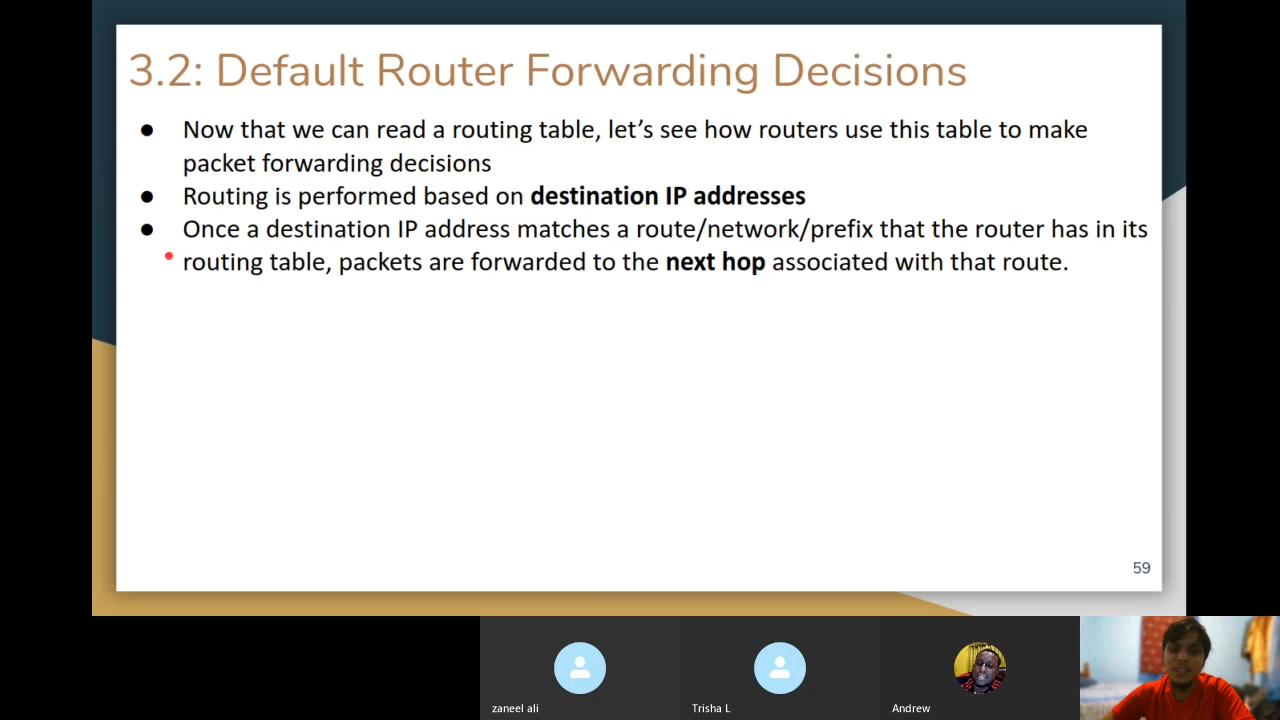 3.2: Default Router Forwarding Decisions
● Now that we can read a routing table, let’s see how routers use this table to make
packet forwarding decisions
● Routing is performed based on destination IP addresses
● Once a destination IP address matches a route/network/prefix that the router has in its
routing table, packets are forwarded to the next hop associated with that route.
59
zaneel ali
Trisha L
Andrew